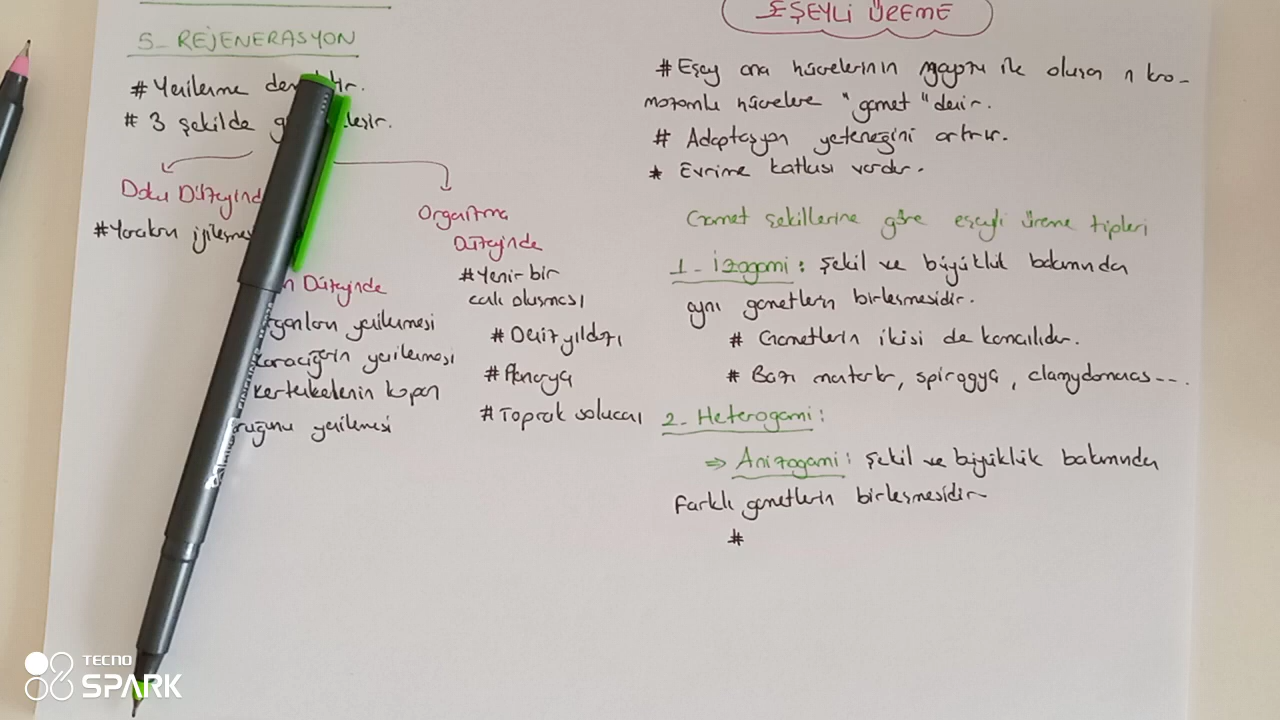 5- REJENERASYON
# Yenilenme
# 3 şekilde
Doku Düzeyinde
# Yaraların iyileşmesi
Düzeyinde
organların yenilenmesi
karaciğerin yenilenmesi
kertenkelenin kopan
yenilenmesi
Organizma
Düzeyinde
# Yeni bir
canlı oluşması
# Deniz yıldızı
# Planarya
# Toprak solucanı
EŞEYLİ ÜREME
# Eşey ana hücrelerinin mayozu ile oluşan n kro-
mozomlu hücrelere "gamet" denir.
# Adaptasyon yeteneğini artırır.
* Evrime katkısı vardır.
Gamet şekillerine göre eşeyli üreme tipleri
1- İzogami: şekil ve büyüklük bakımından
aynı gametlerin birleşmesidir.
# Gametlerin ikisi de kamçılıdır.
# Bazı mantarlar, spirogya, clamydomonas---.
2- Heterogami:
⇒ Anizogami: şekil ve büyüklük bakımından
farklı gametlerin birleşmesidir
#
TECNO
SPARK